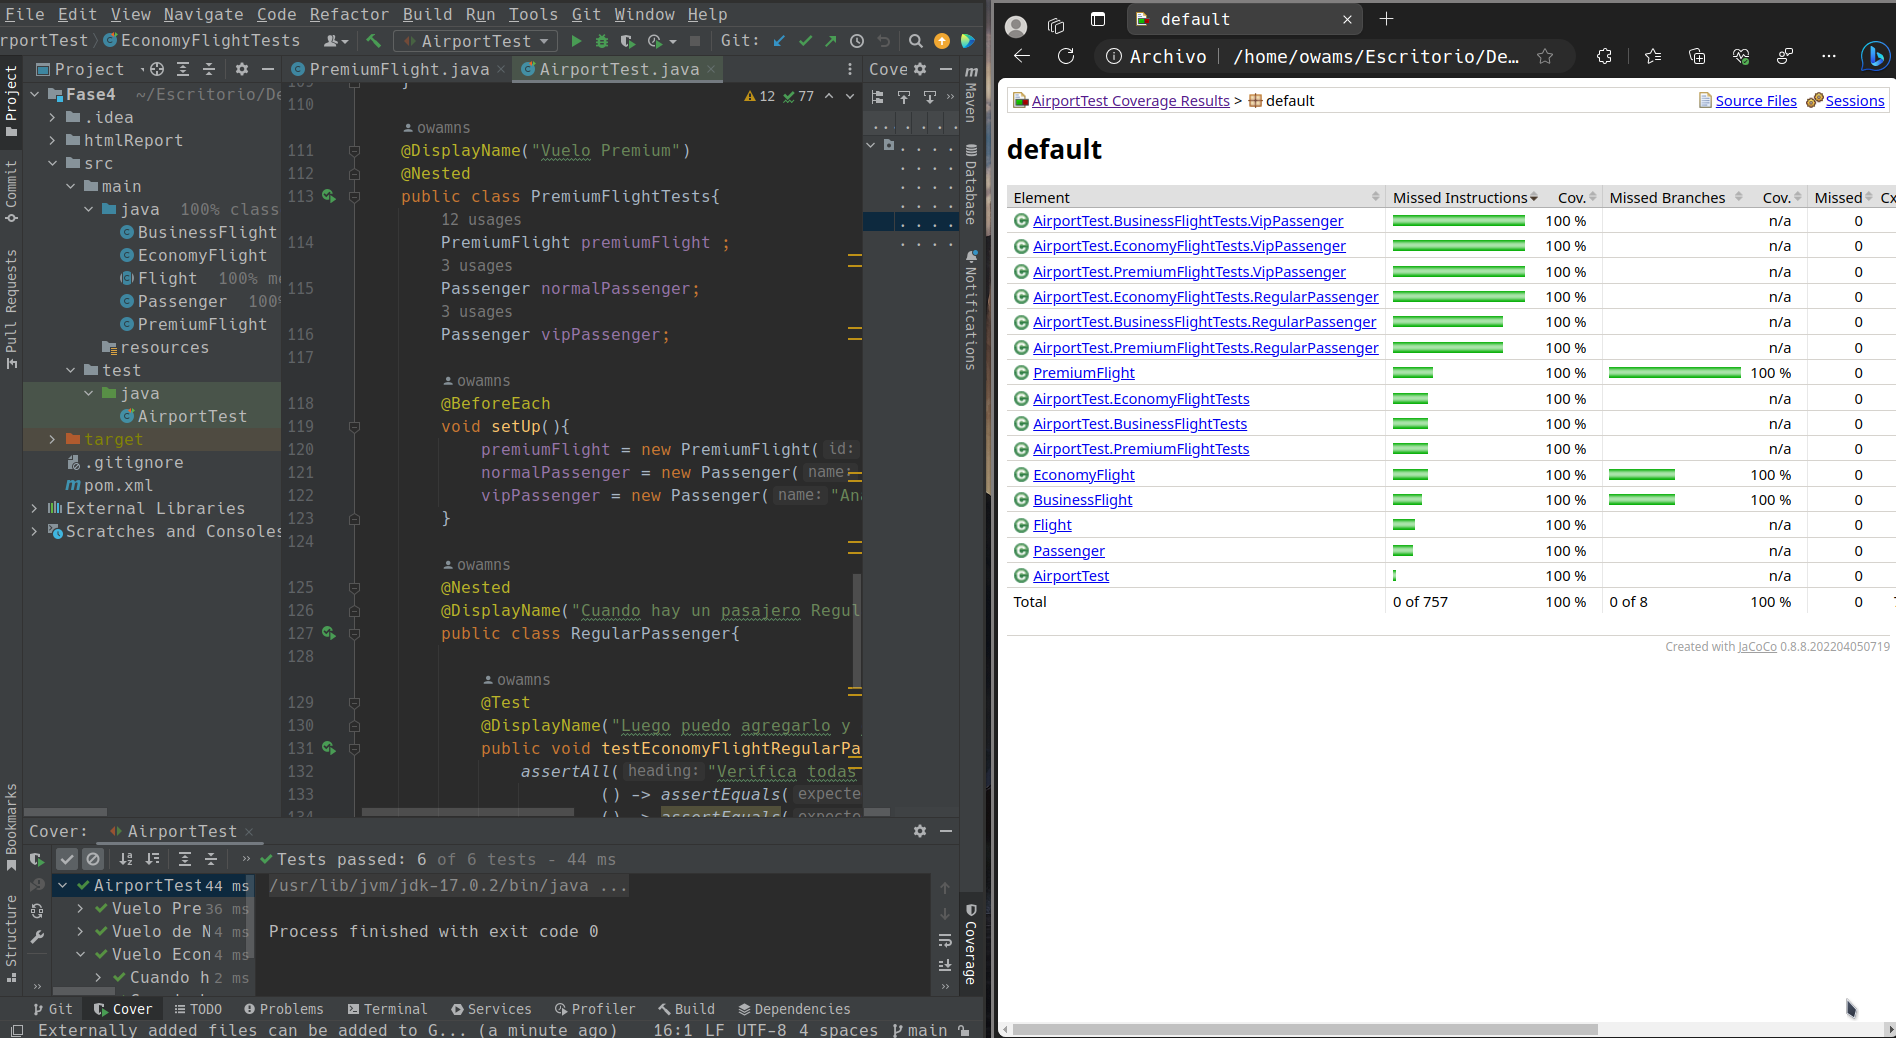 File Edit View Navigate Code Refactor Build Run Tools Git Window Help
rportTest EconomyFlightTests AirportTest Git:
Project PremiumFlight.java AirportTest.java Cove
Project
Commit
Pull Requests
Bookmarks
Structure
Fase4 ~/Escritorio/De
.idea
htmlReport
src
main
java 100% class
BusinessFlight
EconomyFlight
Flight 100% me
Passenger 100%
PremiumFlight
resources
test
java
AirportTest
target
.gitignore
pom.xml
External Libraries
Scratches and Consoles
12 77
110
owamns
111 @DisplayName("Vuelo Premium")
112 @Nested
113 public class PremiumFlightTests{
12 usages
114 PremiumFlight premiumFlight ;
3 usages
115 Passenger normalPassenger;
3 usages
116 Passenger vipPassenger;
117
owamns
118 @BeforeEach
119 void setUp(){
120 premiumFlight = new PremiumFlight( id:
121 normalPassenger = new Passenger( name:
122 vipPassenger = new Passenger( name: "An
123 }
124
owamns
125 @Nested
126 @DisplayName("Cuando hay un pasajero Regul
127 public class RegularPassenger{
128
owamns
129 @Test
130 @DisplayName("Luego puedo agregarlo y
131 public void testEconomyFlightRegularPa
132 assertAll( heading: "Verifica todas
133 () -> assertEquals( expecte
134 () -> assertEquals( expecte
Maven
Database
Notifications
Coverage
Cover: AirportTest
Tests passed: 6 of 6 tests - 44 ms
AirportTest 44 ms
Vuelo Pre 36 ms
Vuelo de N 4 ms
Vuelo Econ 4 ms
Cuando h 2 ms
/usr/lib/jvm/jdk-17.0.2/bin/java ...
Process finished with exit code 0
Git Cover TODO Problems Terminal Services Profiler Build Dependencies
Externally added files can be added to G... (a minute ago) 16:1 LF UTF-8 4 spaces main
default
Archivo /home/owams/Escritorio/De...
AirportTest Coverage Results > default Source Files Sessions
default
Element Missed Instructions Cov. Missed Branches Cov. Missed Cx
AirportTest.BusinessFlightTests.VipPassenger 100 % n/a 0
AirportTest.EconomyFlightTests.VipPassenger 100 % n/a 0
AirportTest.PremiumFlightTests.VipPassenger 100 % n/a 0
AirportTest.EconomyFlightTests.RegularPassenger 100 % n/a 0
AirportTest.BusinessFlightTests.RegularPassenger 100 % n/a 0
AirportTest.PremiumFlightTests.RegularPassenger 100 % n/a 0
PremiumFlight 100 % 100 % 0
AirportTest.EconomyFlightTests 100 % n/a 0
AirportTest.BusinessFlightTests 100 % n/a 0
AirportTest.PremiumFlightTests 100 % n/a 0
EconomyFlight 100 % 100 % 0
BusinessFlight 100 % 100 % 0
Flight 100 % n/a 0
Passenger 100 % n/a 0
AirportTest 100 % n/a 0
Total 0 of 757 100 % 0 of 8 100 % 0
Created with JaCoCo 0.8.8.202204050719